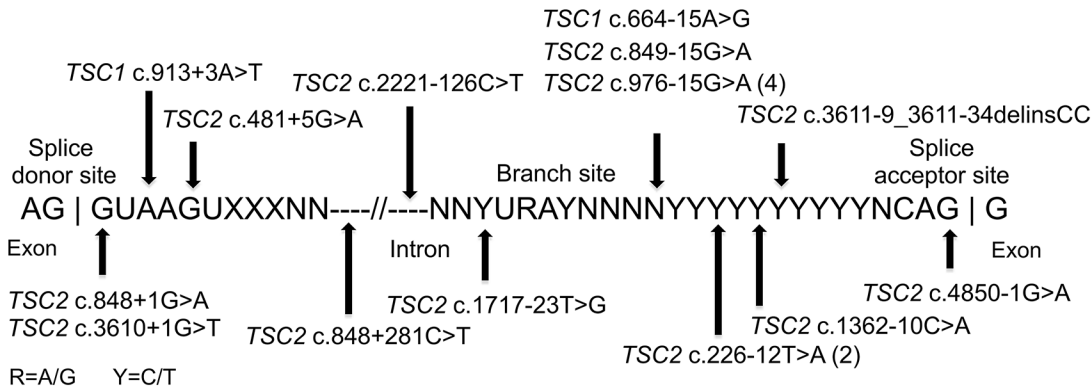 TSC1 c.664-15A>G
TSC2 c.849-15G>A
TSC2 c.976-15G>A (4)
TSC1 c.913+3A>T
TSC2 c.2221-126C>T
TSC2 c.481+5G>A
TSC2 c.3611-9_3611-34delinsCC
Splice
donor site
Branch site
Splice
acceptor site
AG | GUAAGUXXXNN----//----NNYURAYNNNNYYYYYYYYYYNCAG | G
Exon
Intron
Exon
TSC2 c.848+1G>A
TSC2 c.3610+1G>T
TSC2 c.848+281C>T
TSC2 c.1717-23T>G
TSC2 c.4850-1G>A
TSC2 c.1362-10C>A
TSC2 c.226-12T>A (2)
R=A/G Y=C/T